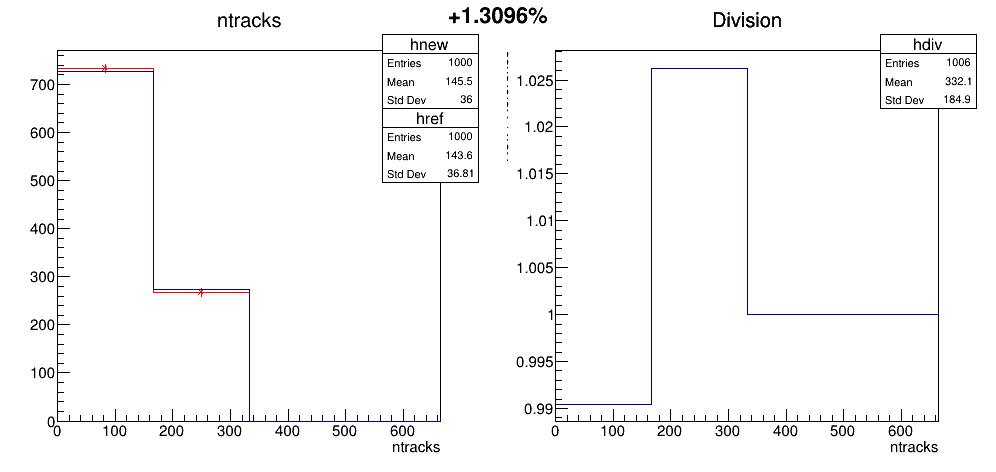 ntracks
+1.3096%
Division
hnew
Entries 1000
Mean 145.5
Std Dev 36
href
Entries 1000
Mean 143.6
Std Dev 36.81
700
600
500
400
300
200
100
0
0 100 200 300 400 500 600
ntracks
hdiv
Entries 1006
Mean 332.1
Std Dev 184.9
1.025
1.02
1.015
1.01
1.005
1
0.995
0.99
0 100 200 300 400 500 600
ntracks